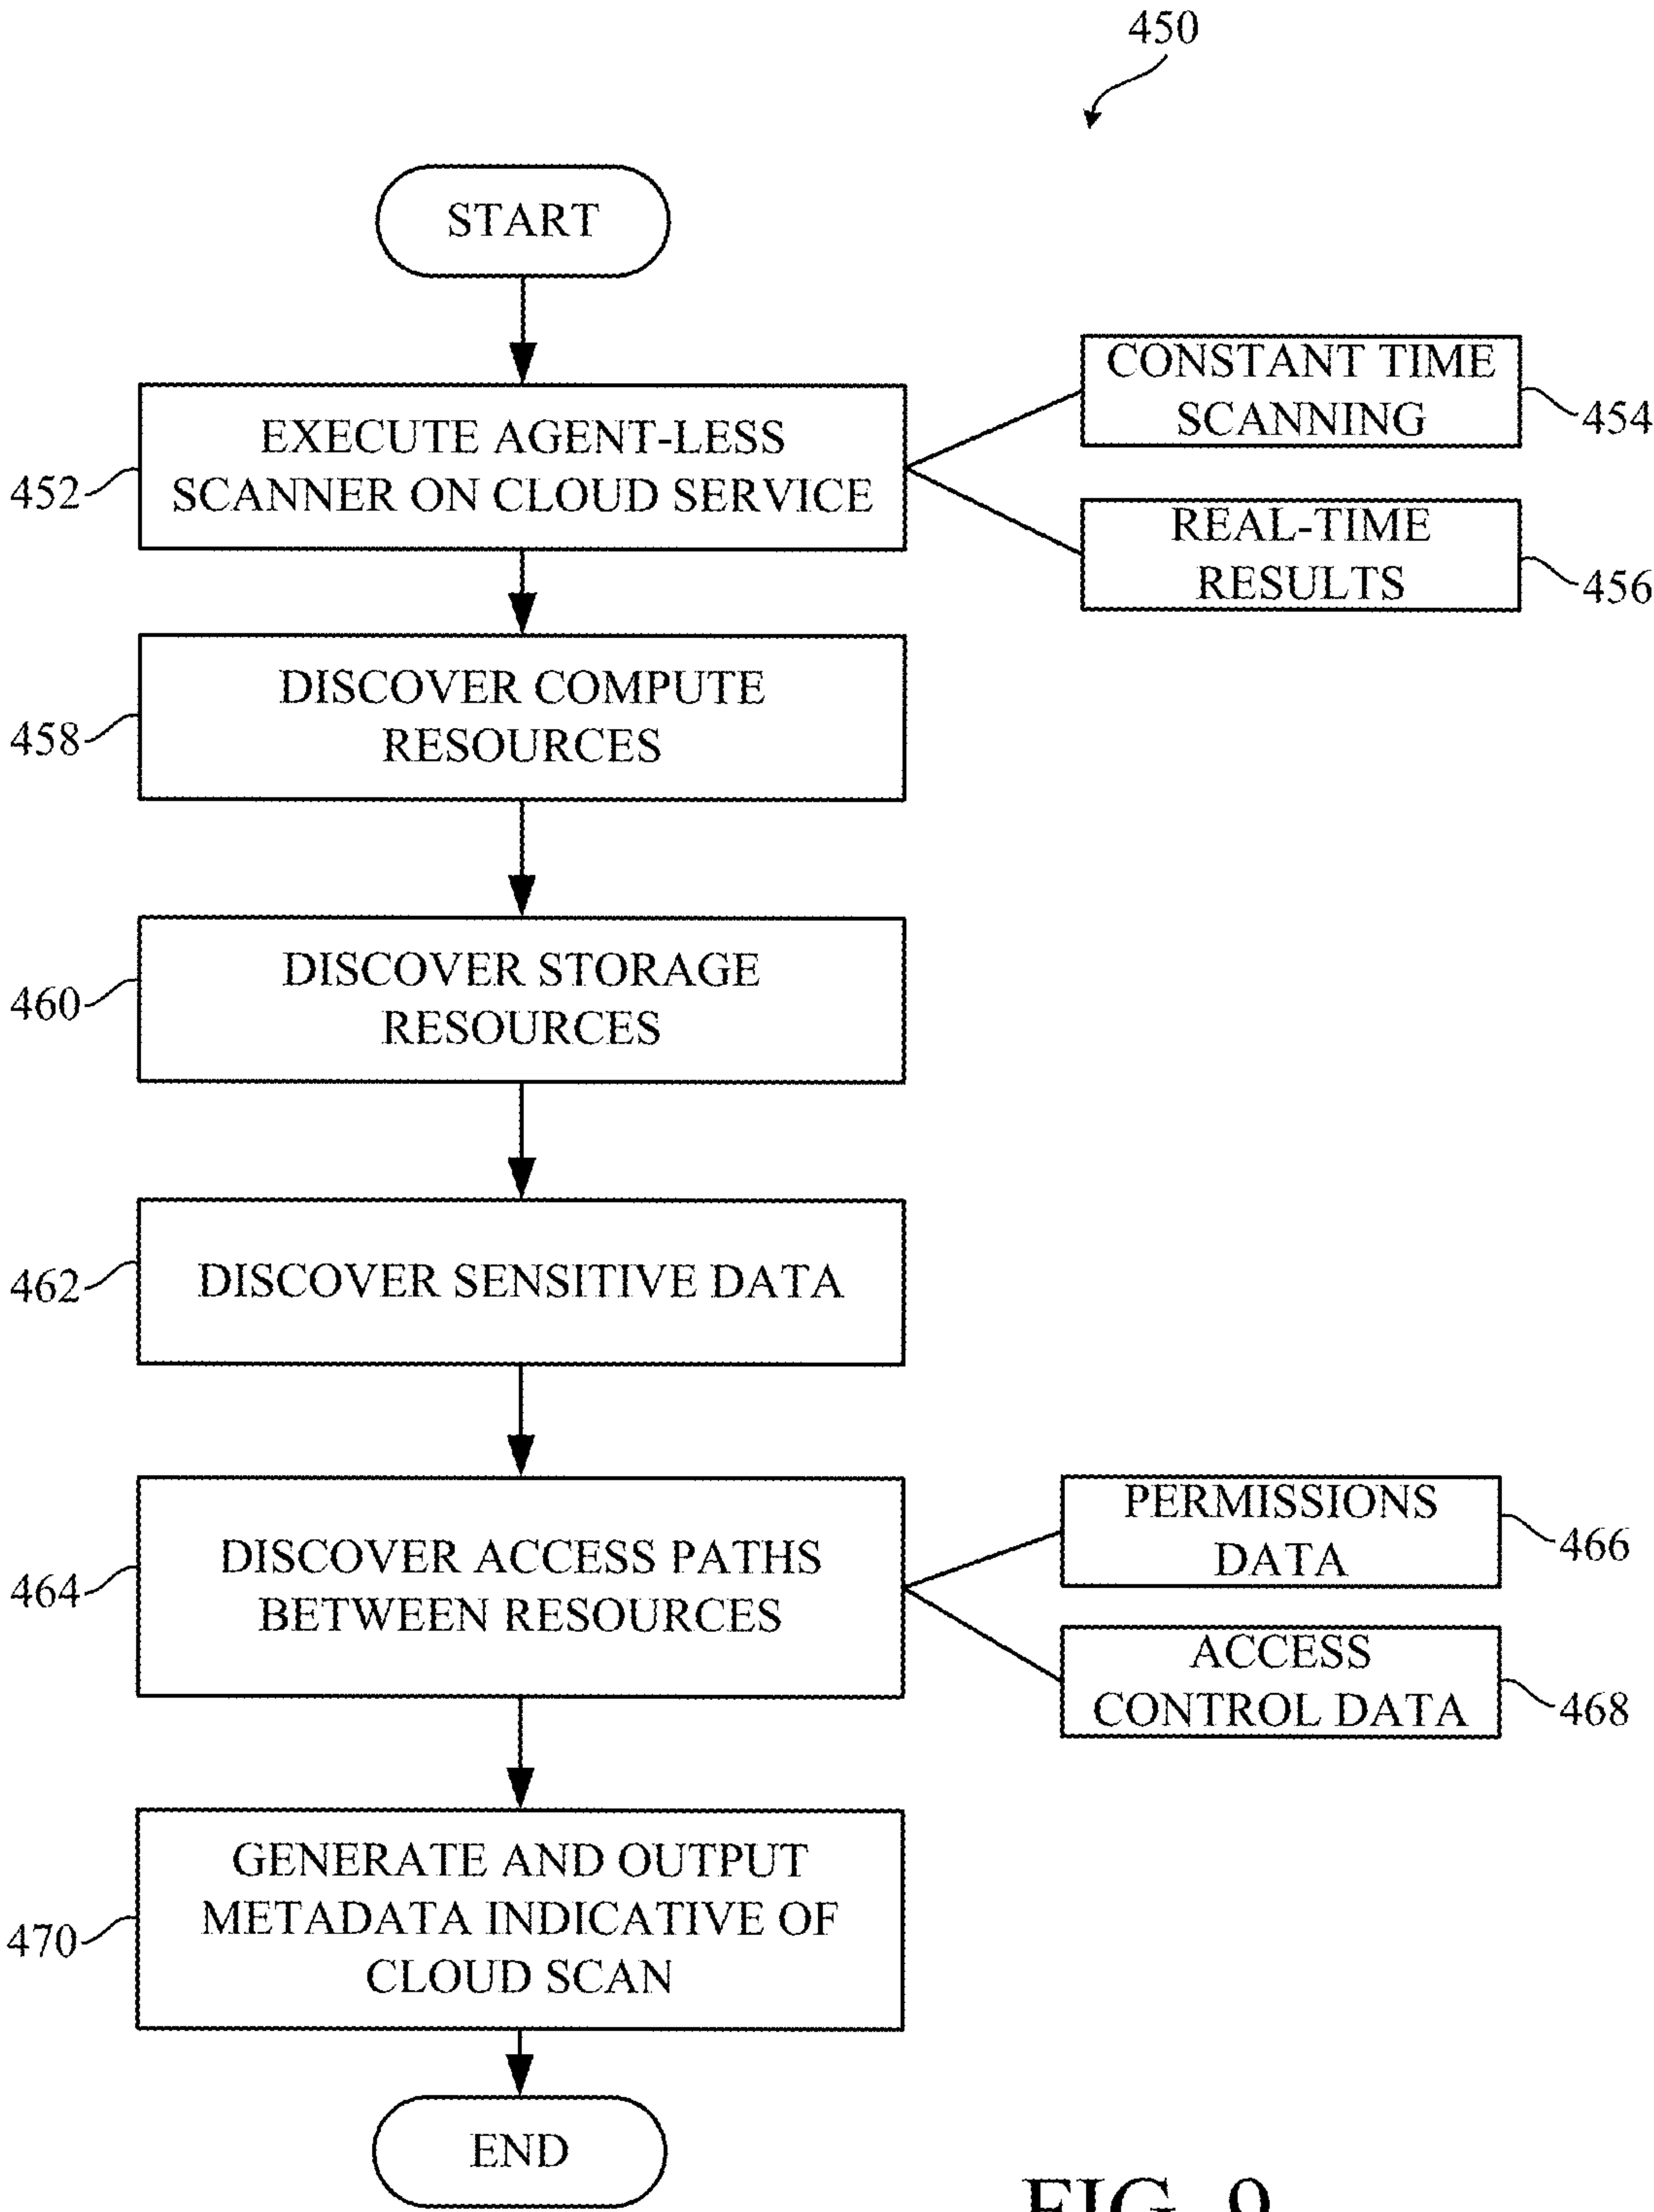 450
START
EXECUTE AGENT-LESS
SCANNER ON CLOUD SERVICE
452
CONSTANT TIME
SCANNING
454
REAL-TIME
RESULTS
456
DISCOVER COMPUTE
RESOURCES
458
DISCOVER STORAGE
RESOURCES
460
DISCOVER SENSITIVE DATA
462
DISCOVER ACCESS PATHS
BETWEEN RESOURCES
464
PERMISSIONS
DATA
466
ACCESS
CONTROL DATA
468
GENERATE AND OUTPUT
METADATA INDICATIVE OF
CLOUD SCAN
470
END
FIG. 9